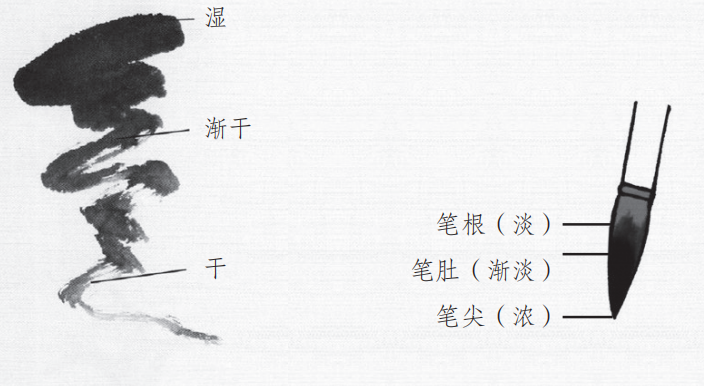 湿
渐干
干
笔根（淡）
笔肚（渐淡）
笔尖（浓）